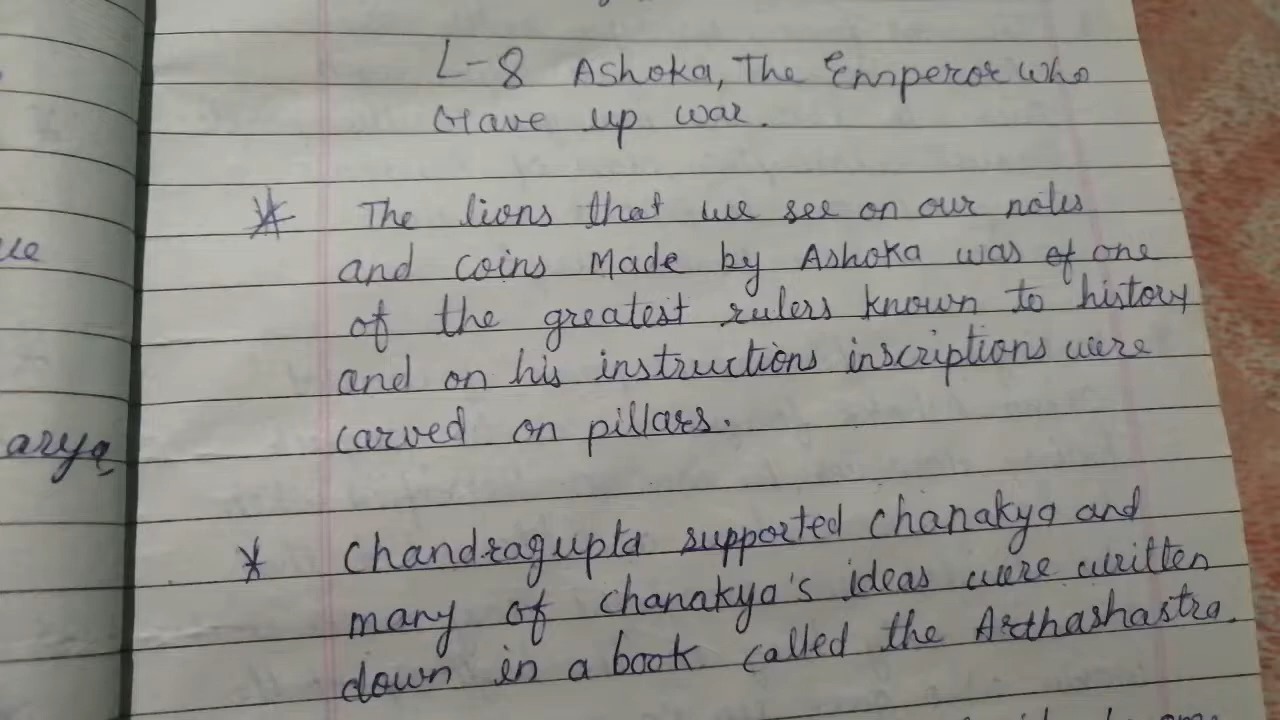 L-8 Ashoka, The Emperor Who
Gave up war.
The lions that we see on our notes
and coins Made by Ashoka was of one
of the greatest rulers known to history
and on his instructions inscriptions were
carved on pillars.
arya
Chandragupta supported Chanakya and
many of Chanakya's ideas were written
down in a book called the Arthashastra.